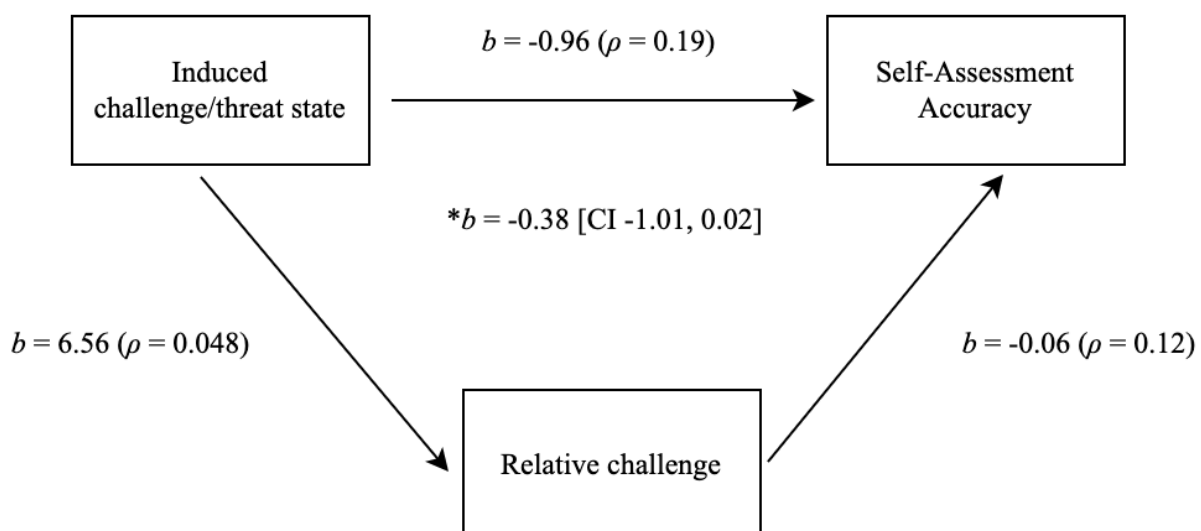 b = -0.96 (ρ = 0.19)
Induced
challenge/threat state
Self-Assessment
Accuracy
*b = -0.38 [CI -1.01, 0.02]
b = 6.56 (ρ = 0.048)
b = -0.06 (ρ = 0.12)
Relative challenge